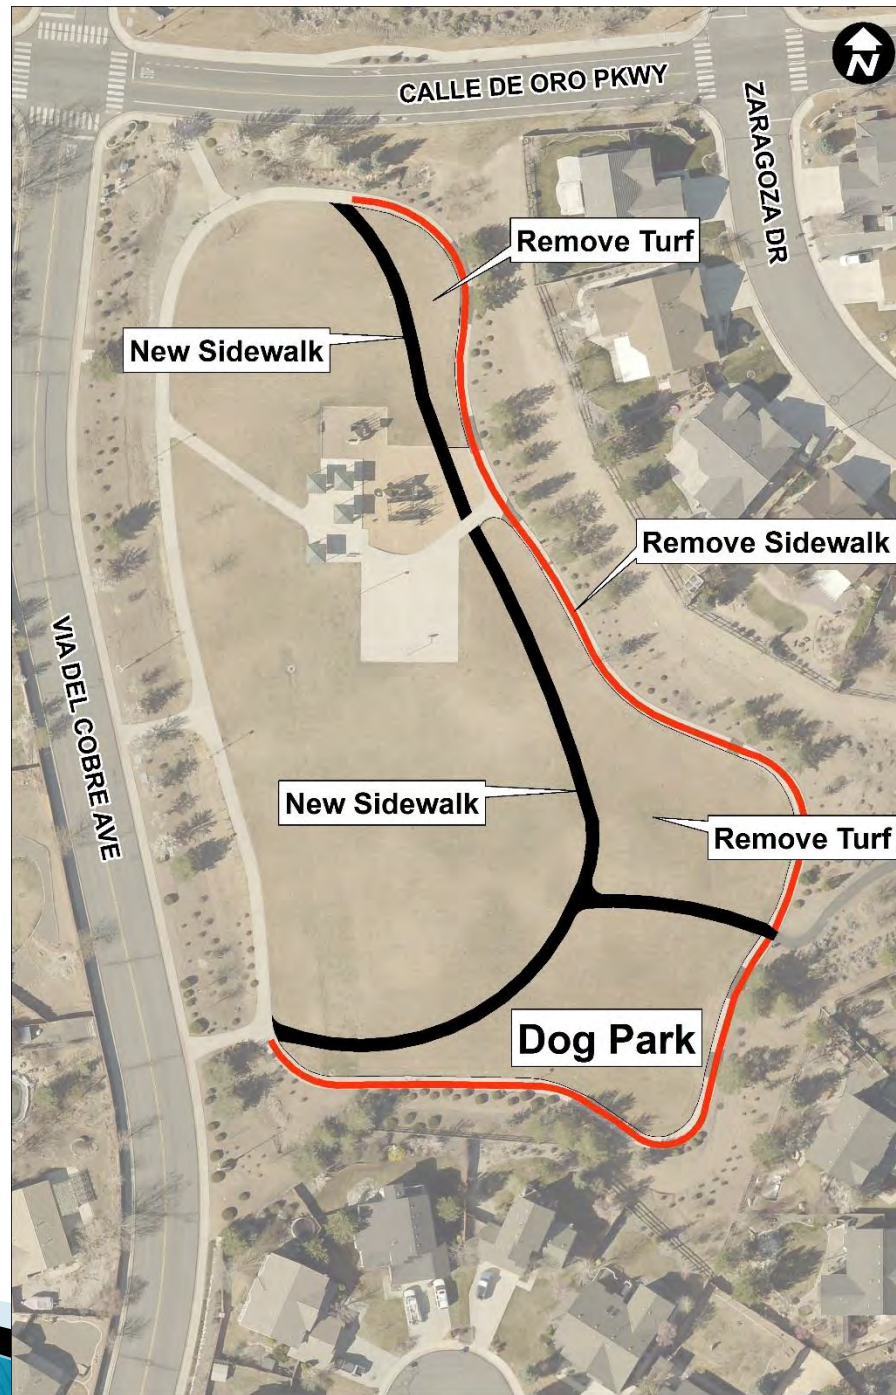 CALLE DE ORO PKWY
N
ZARAGOZA DR
Remove Turf
New Sidewalk
Remove Sidewalk
VIA DEL COBRE AVE
New Sidewalk
Remove Turf
Dog Park